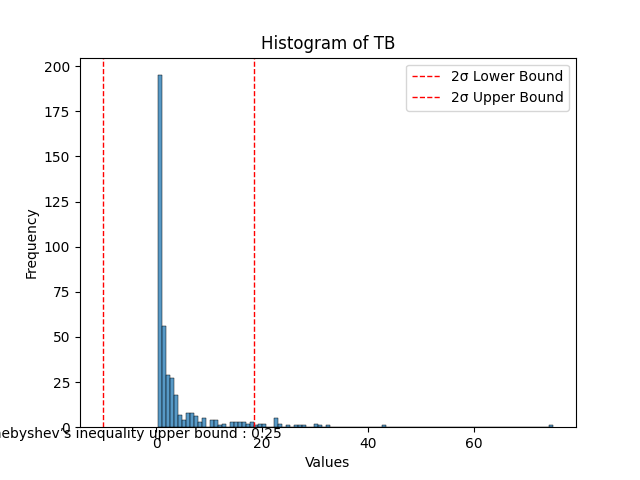 Histogram of TB
2σ Lower Bound
2σ Upper Bound
200
175
150
125
100
75
50
25
0
Frequency
inequality upper bound : 0.25
0 20 40 60
Values